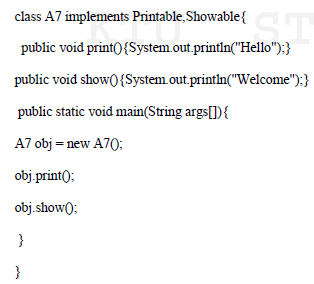 class A7 implements Printable,Showable{
public void print(){System.out.println("Hello");}
public void show(){System.out.println("Welcome");}
public static void main(String args[]){
A7 obj = new A7();
obj.print();
obj.show();
}
}